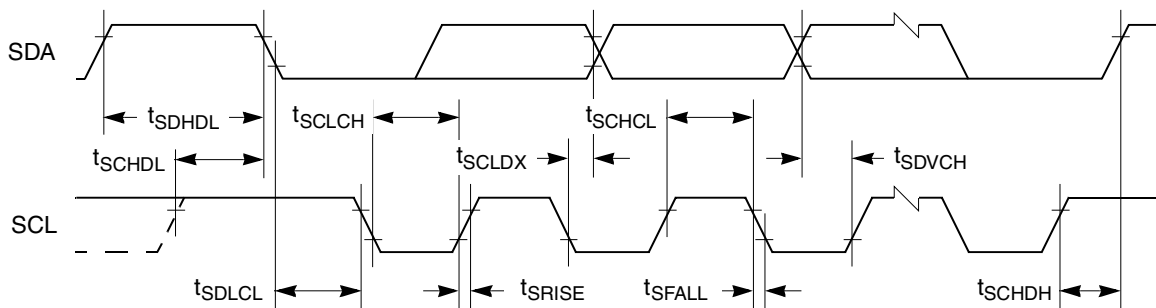 SDA
tSDHDL
tSCLCH
tSCHCL
tSCHDL
tSCLDX
tSDVCH
SCL
tSDLCL
tSRISE
tSFALL
tSCHDH